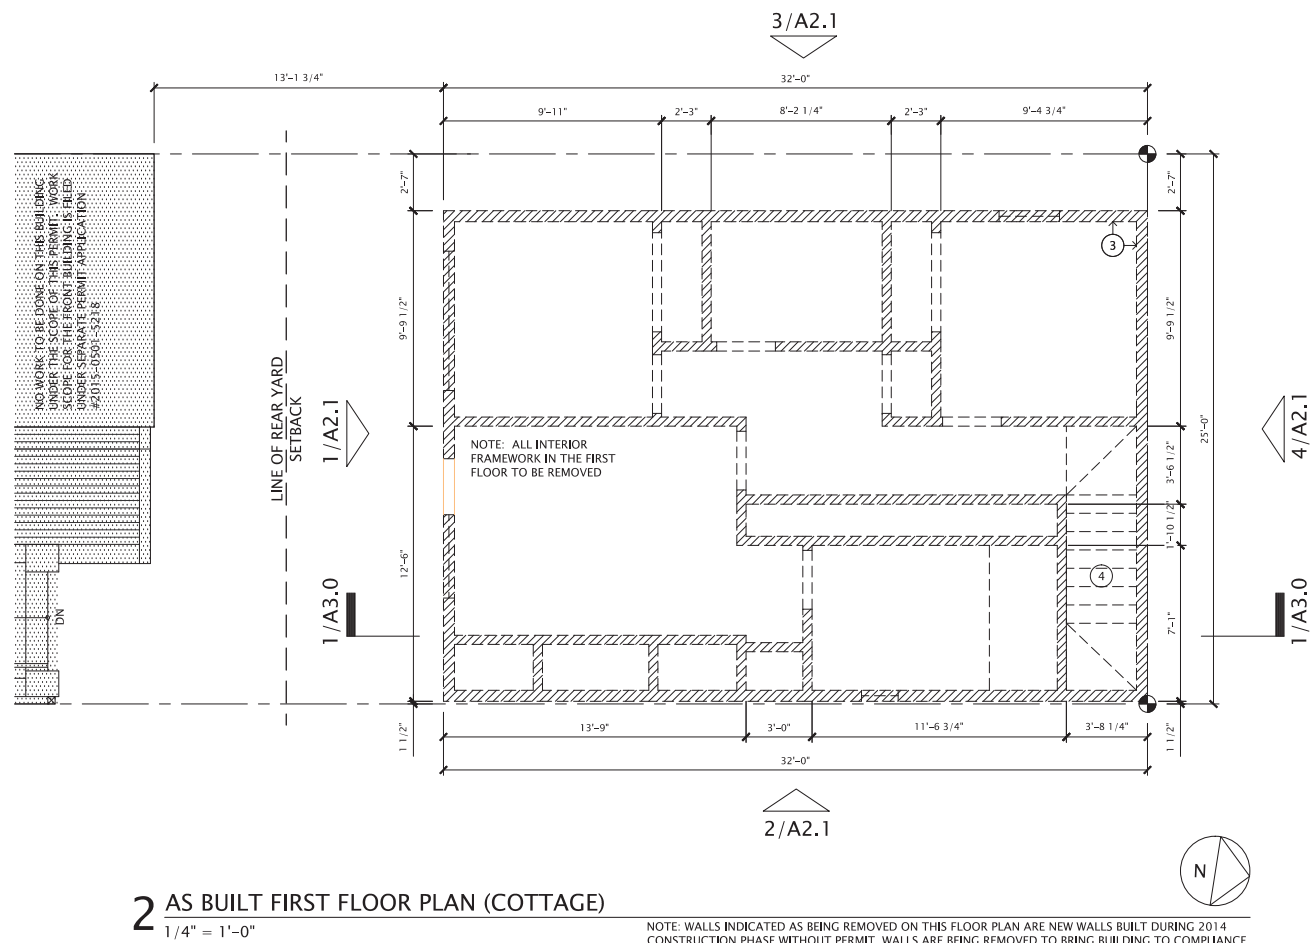 3/A2.1
13'-1 3/4"
32'-0"
9'-11"
2'-3"
8'-2 1/4"
2'-3"
9'-4 3/4"
2'-7"
2'-7"
NO WORK TO BE DONE ON THIS BUILDING
UNDER THE SCOPE OF THIS PERMIT. WORK
SCOPE FOR THE FRONT BUILDING IS FILED
UNDER SEPARATE PERMIT APPLICATION
#2015-0501-5218
3
9'-9 1/2"
9'-9 1/2"
LINE OF REAR YARD
SETBACK
1/A2.1
4/A2.1
25'-0"
NOTE: ALL INTERIOR
FRAMEWORK IN THE FIRST
FLOOR TO BE REMOVED
3'-6 1/2"
1'-10 1/2"
12'-6"
4
7'-1"
DN
1/A3.0
1/A3.0
1 1/2"
13'-9"
3'-0"
11'-6 3/4"
3'-8 1/4"
1 1/2"
32'-0"
2/A2.1
N
2 AS BUILT FIRST FLOOR PLAN (COTTAGE)
1/4" = 1'-0"
NOTE: WALLS INDICATED AS BEING REMOVED ON THIS FLOOR PLAN ARE NEW WALLS BUILT DURING 2014
CONSTRUCTION PHASE WITHOUT PERMIT. WALLS ARE BEING REMOVED TO BRING BUILDING TO COMPLIANCE